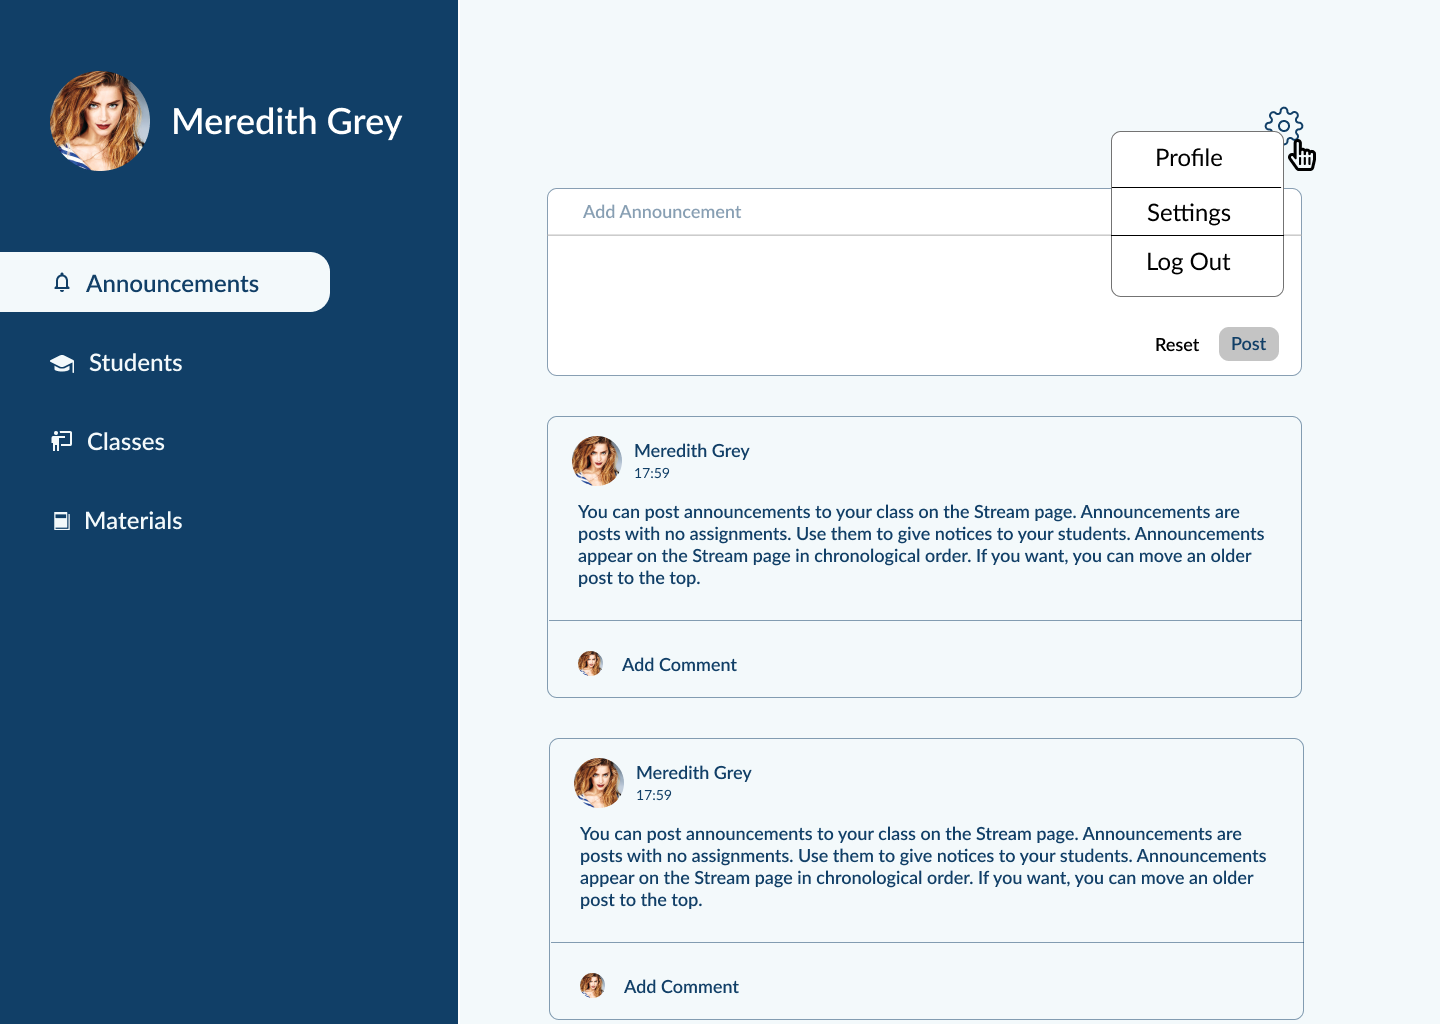 Meredith Grey
Announcements
Students
Classes
Materials
Profile
Settings
Log Out
Add Announcement
Reset
Post
Meredith Grey
17:59
You can post announcements to your class on the Stream page. Announcements are
posts with no assignments. Use them to give notices to your students. Announcements
appear on the Stream page in chronological order. If you want, you can move an older
post to the top.
Add Comment
Meredith Grey
17:59
You can post announcements to your class on the Stream page. Announcements are
posts with no assignments. Use them to give notices to your students. Announcements
appear on the Stream page in chronological order. If you want, you can move an older
post to the top.
Add Comment